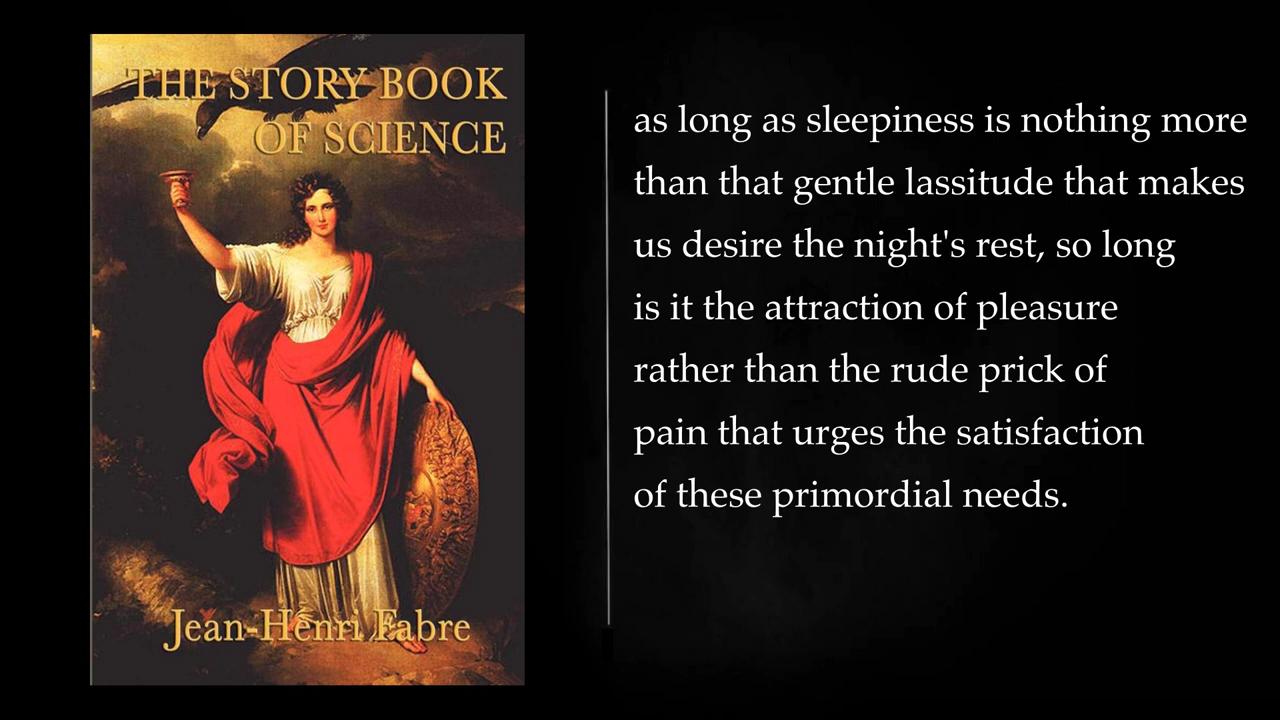 THE STORY BOOK
OF SCIENCE
Jean-Henri Fabre
as long as sleepiness is nothing more
than that gentle lassitude that makes
us desire the night's rest, so long
is it the attraction of pleasure
rather than the rude prick of
pain that urges the satisfaction
of these primordial needs.